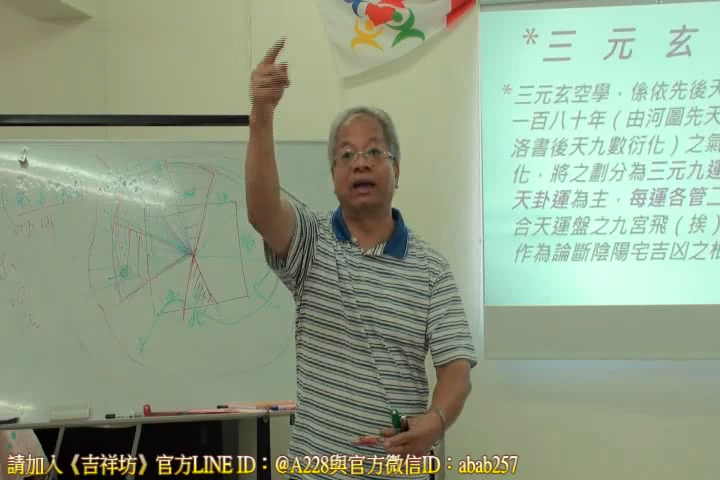 *三 元 玄
*三元玄空學，係依先後天
一百八十年（由河圖先天
洛書後天九數衍化）之氣
化，將之劃分為三元九運
天卦運為主，每運各管二
合天運盤之九宮飛（挨）
作為論斷陰陽宅吉凶之根
請加入《吉祥坊》官方LINE ID：@A228與官方微信ID：abab257